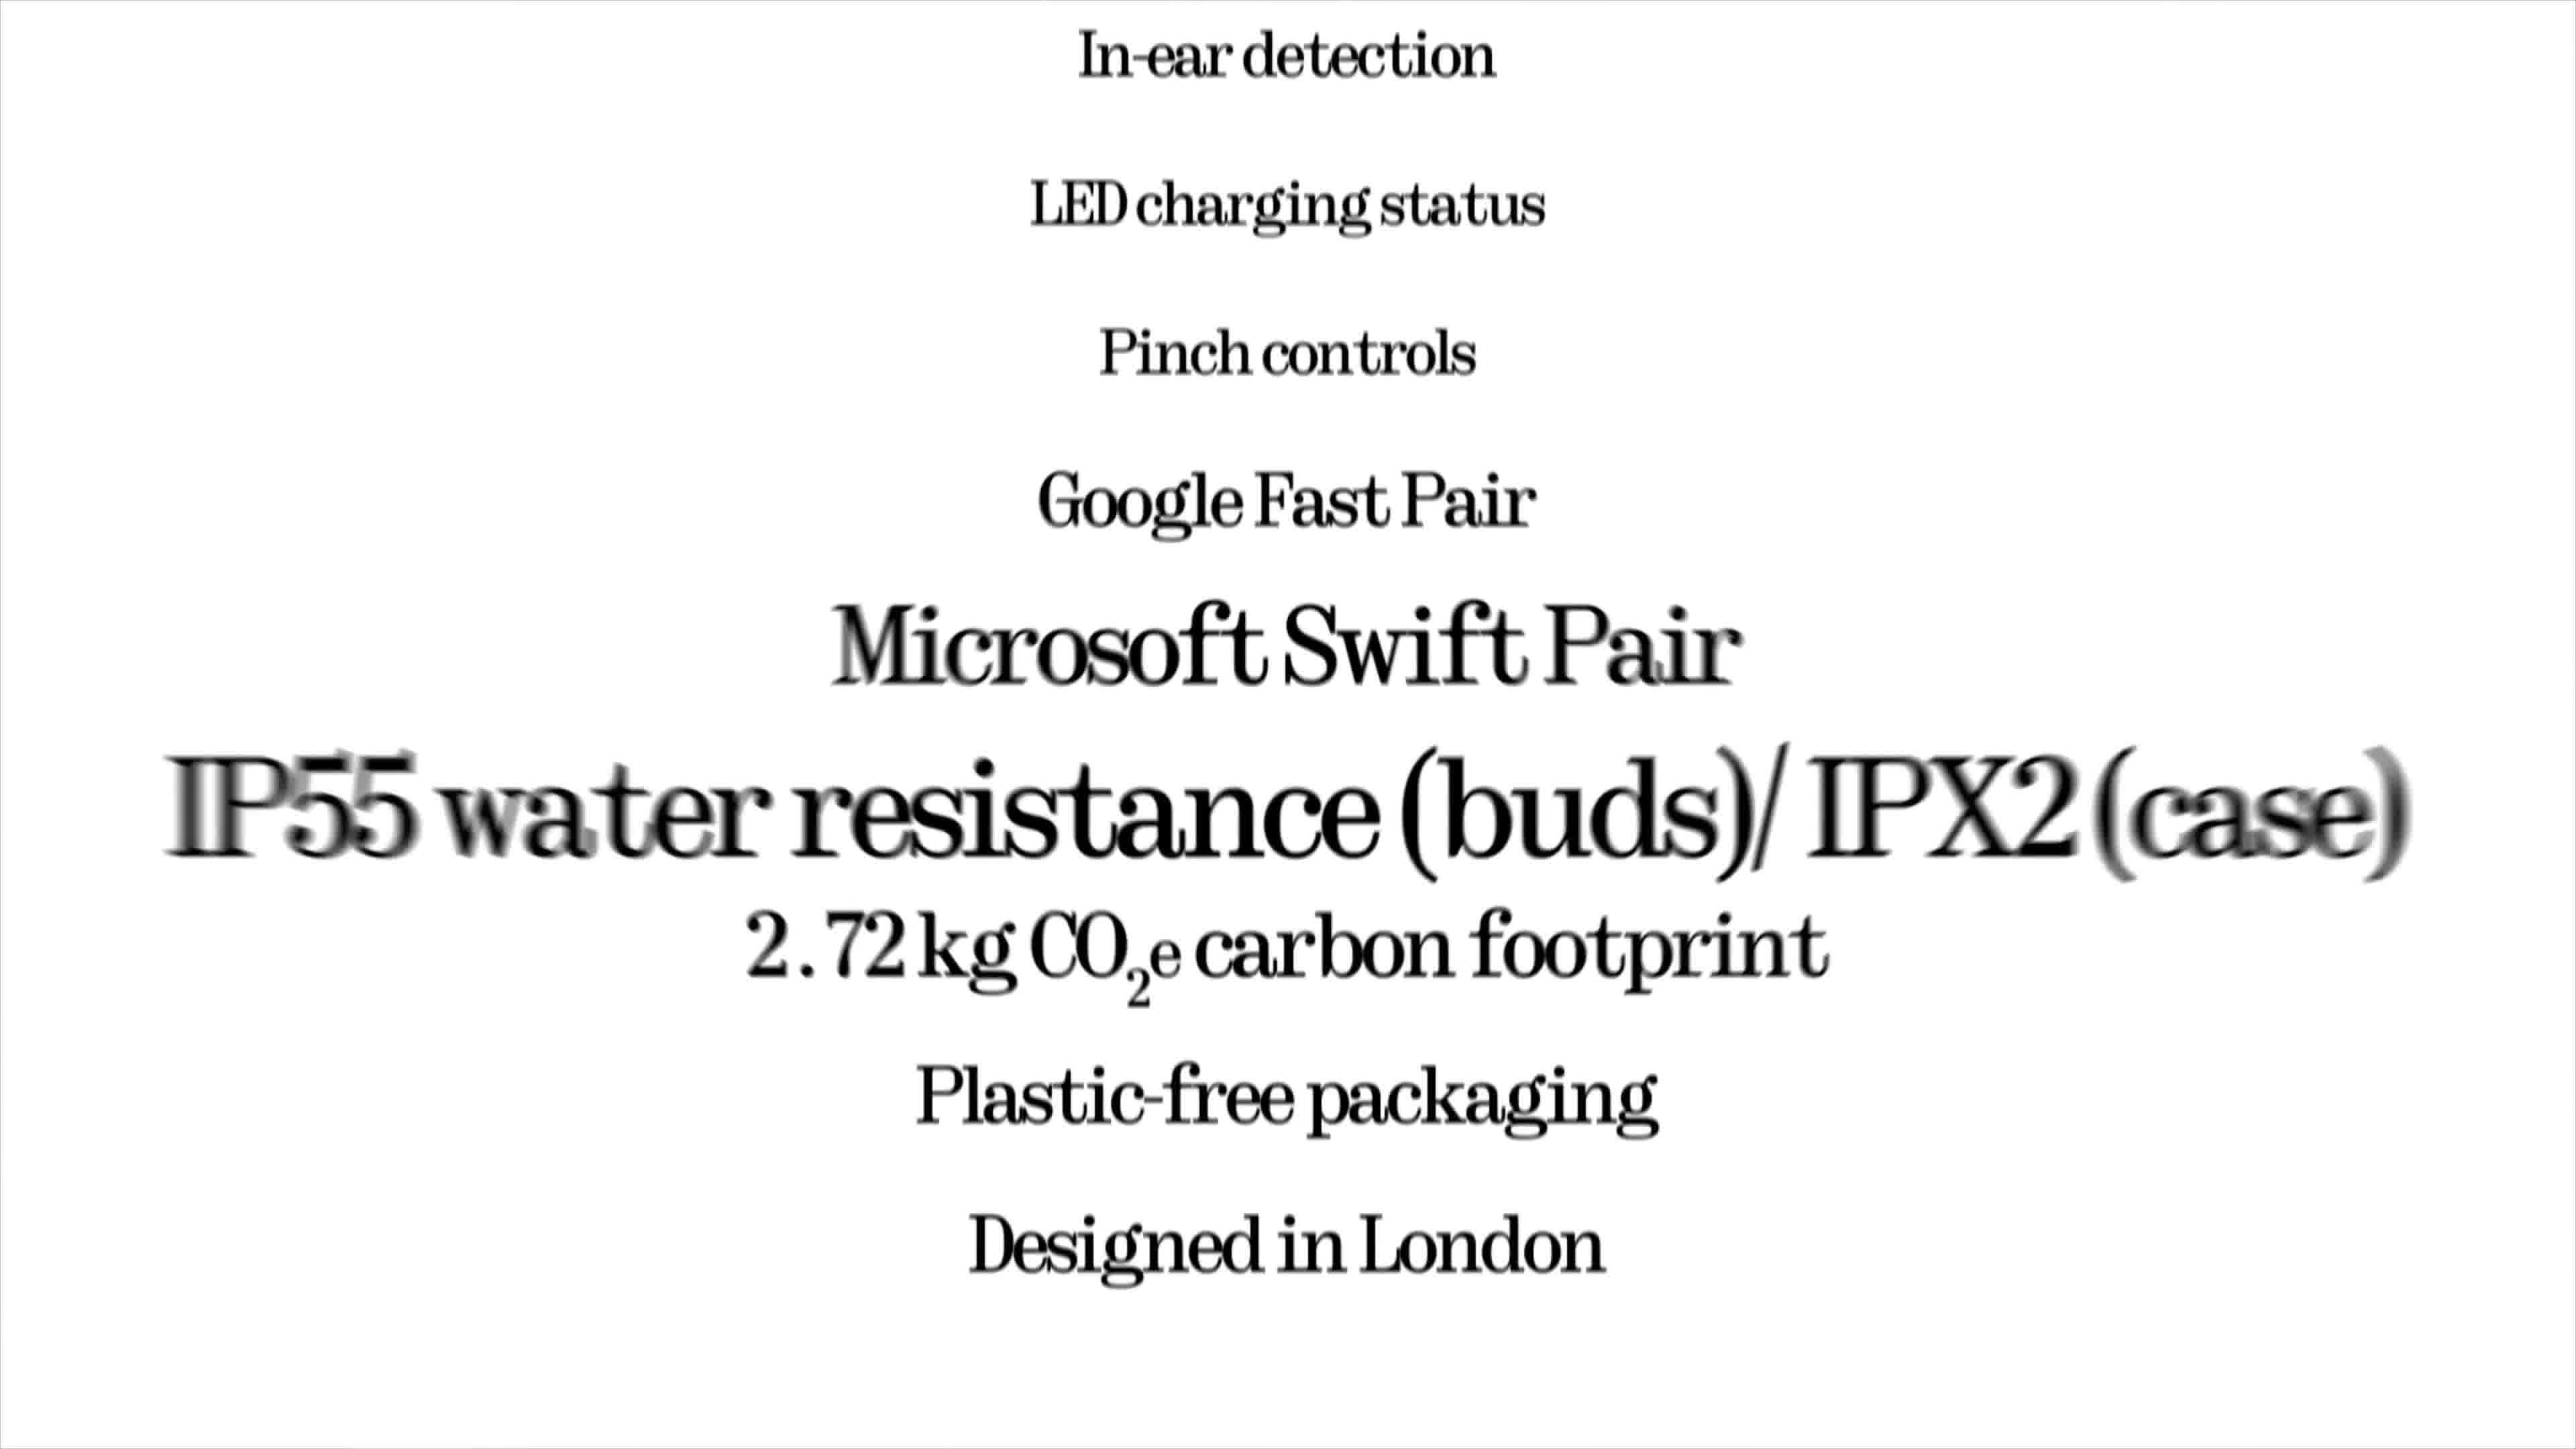 In-ear detection
LED charging status
Pinch controls
Google Fast Pair
Microsoft Swift Pair
IP55 water resistance (buds)/ IPX2 (case)
2.72 kg CO₂e carbon footprint
Plastic-free packaging
Designed in London